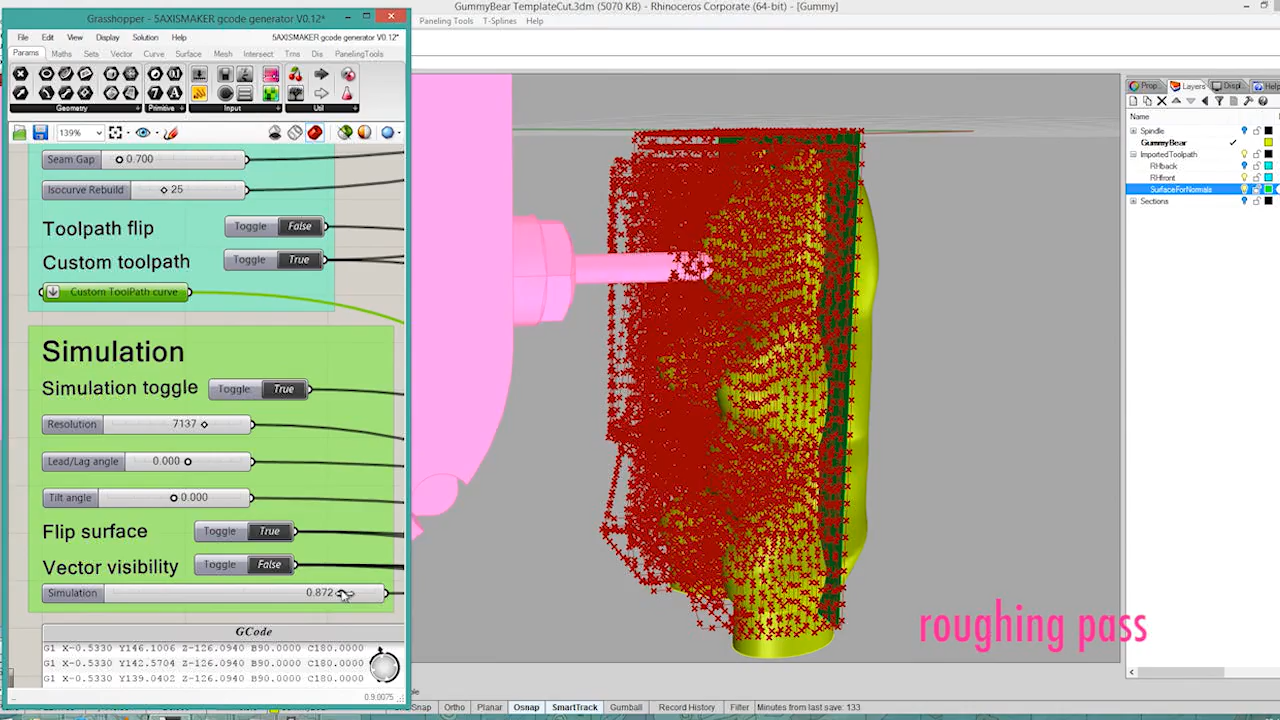 GummyBear TemplateCut.3dm (5070 KB) - Rhinoceros Corporate (64-bit) - [Gummy]
Grasshopper - 5AXISMAKER gcode generator V0.12*
Paneling Tools T-Splines Help
File Edit View Display Solution Help 5AXISMAKER gcode generator V0.12*
Params Maths Sets Vector Curve Surface Mesh Intersect Trns Dis PanelingTools
Geometry Primitive Input Util
139%
Prop... Layers Displ... Help
Name
Spindle
GummyBear
ImportedToolpath
RHback
RHfront
SurfaceForNormals
Sections
Seam Gap 0.700
Isocurve Rebuild 25
Toolpath flip Toggle False
Custom toolpath Toggle True
Custom ToolPath curve
Simulation
Simulation toggle Toggle True
Resolution 7137
Lead/Lag angle 0.000
Tilt angle 0.000
Flip surface Toggle True
Vector visibility Toggle False
Simulation 0.872
GCode
G1 X-0.5330 Y146.1006 Z-126.0940 B90.0000 C180.0000
G1 X-0.5330 Y142.5704 Z-126.0940 B90.0000 C180.0000
G1 X-0.5330 Y139.0402 Z-126.0940 B90.0000 C180.0000
0.9.0075
roughing pass
Ortho Planar Osnap SmartTrack Gumball Record History Filter Minutes from last save: 133